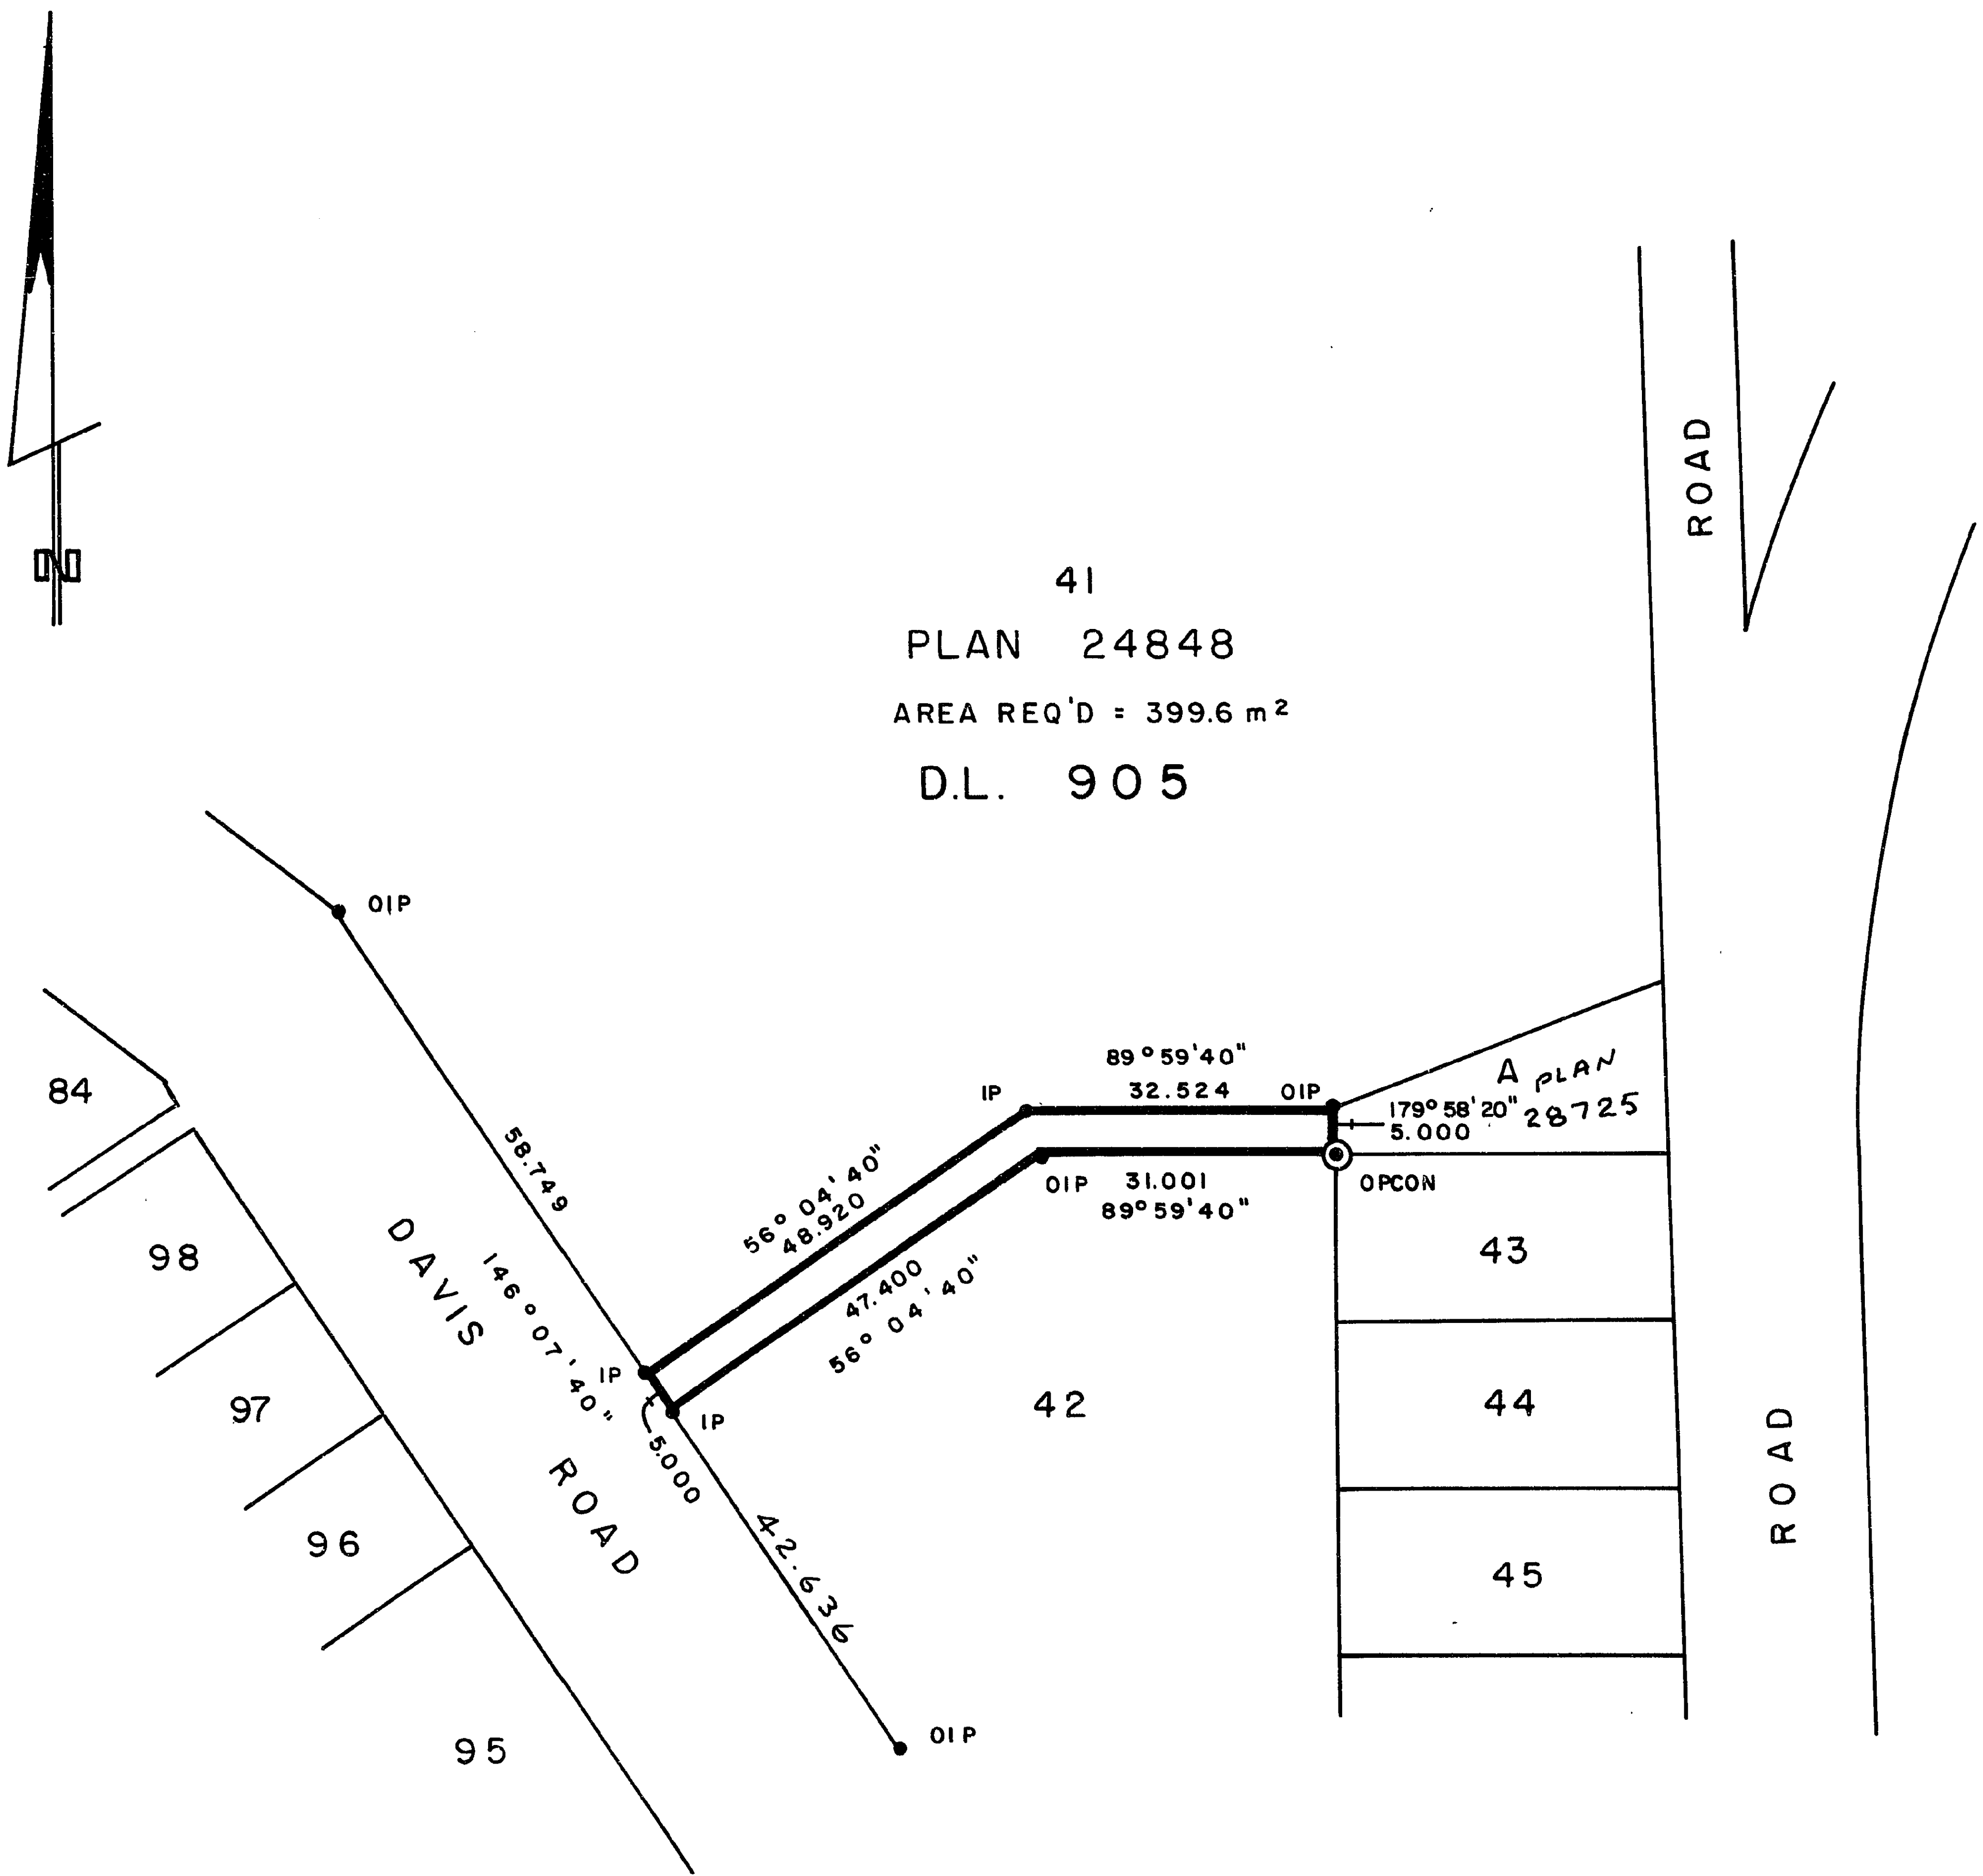 N
ROAD
41
PLAN 24848
AREA REQ'D = 399.6 m²
D.L. 905
OIP
84
98
97
96
95
58.749
DAVIS ROAD
146° 07' 40"
IP
IP
5.000
42.636
OIP
56° 04' 40"
48.920
47.400
56° 04' 40"
IP
89° 59' 40"
32.524
OIP
OIP
31.001
89° 59' 40"
A PLAN
28725
179° 58' 20"
5.000
OPCON
42
43
44
45
ROAD